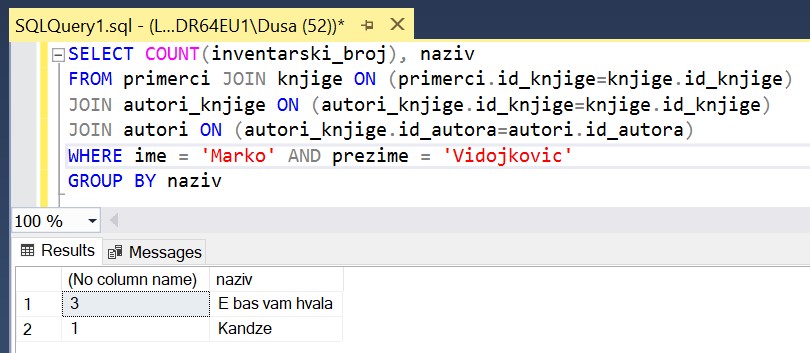 SQLQuery1.sql - (L...DR64EU1\Dusa (52))*
SELECT COUNT(inventarski_broj), naziv
FROM primerci JOIN knjige ON (primerci.id_knjige=knjige.id_knjige)
JOIN autori_knjige ON (autori_knjige.id_knjige=knjige.id_knjige)
JOIN autori ON (autori_knjige.id_autora=autori.id_autora)
WHERE ime = 'Marko' AND prezime = 'Vidojkovic'
GROUP BY naziv
100 %
Results Messages
(No column name) naziv
1 3 E bas vam hvala
2 1 Kandze